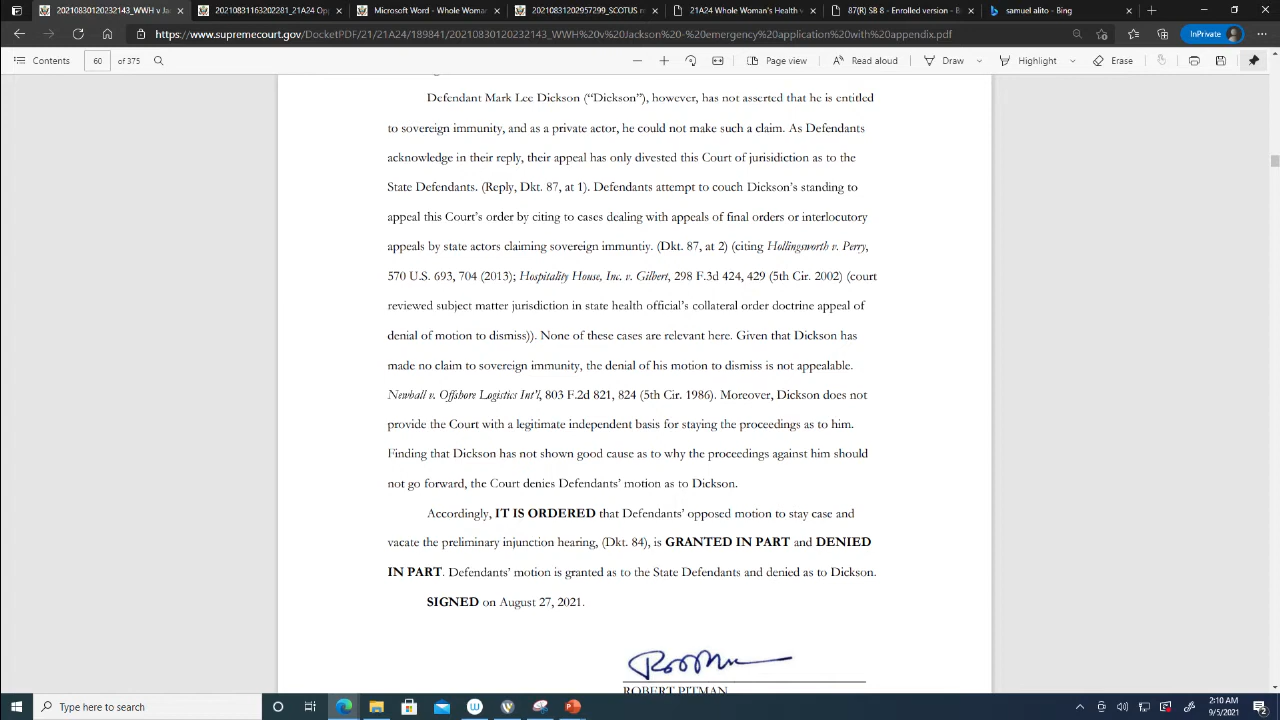 20210830120232143_WWH v Jac
20210831163202281_21A24 Opp
Microsoft Word - Whole Woman
20210831202957299_SCOTUS r
21A24 Whole Woman's Health v
87(R) SB 8 - Enrolled version - B
samuel alito - Bing
https://www.supremecourt.gov/DocketPDF/21/21A24/189841/20210830120232143_WWH%20v%20Jackson%20-%20emergency%20application%20with%20appendix.pdf
InPrivate
Contents
60 of 375
Page view
Read aloud
Draw
Highlight
Erase
Defendant Mark Lee Dickson (“Dickson”), however, has not asserted that he is entitled
to sovereign immunity, and as a private actor, he could not make such a claim. As Defendants
acknowledge in their reply, their appeal has only divested this Court of jurisidiction as to the
State Defendants. (Reply, Dkt. 87, at 1). Defendants attempt to couch Dickson’s standing to
appeal this Court’s order by citing to cases dealing with appeals of final orders or interlocutory
appeals by state actors claiming sovereign immuntiy. (Dkt. 87, at 2) (citing Hollingsworth v. Perry,
570 U.S. 693, 704 (2013); Hospitality House, Inc. v. Gilbert, 298 F.3d 424, 429 (5th Cir. 2002) (court
reviewed subject matter jurisdiction in state health official’s collateral order doctrine appeal of
denial of motion to dismiss)). None of these cases are relevant here. Given that Dickson has
made no claim to sovereign immunity, the denial of his motion to dismiss is not appealable.
Newball v. Offshore Logistics Int’l, 803 F.2d 821, 824 (5th Cir. 1986). Moreover, Dickson does not
provide the Court with a legitimate independent basis for staying the proceedings as to him.
Finding that Dickson has not shown good cause as to why the proceedings against him should
not go forward, the Court denies Defendants’ motion as to Dickson.
Accordingly, IT IS ORDERED that Defendants’ opposed motion to stay case and
vacate the preliminary injunction hearing, (Dkt. 84), is GRANTED IN PART and DENIED
IN PART. Defendants’ motion is granted as to the State Defendants and denied as to Dickson.
SIGNED on August 27, 2021.
ROBERT PITMAN
Type here to search
2:10 AM
9/5/2021